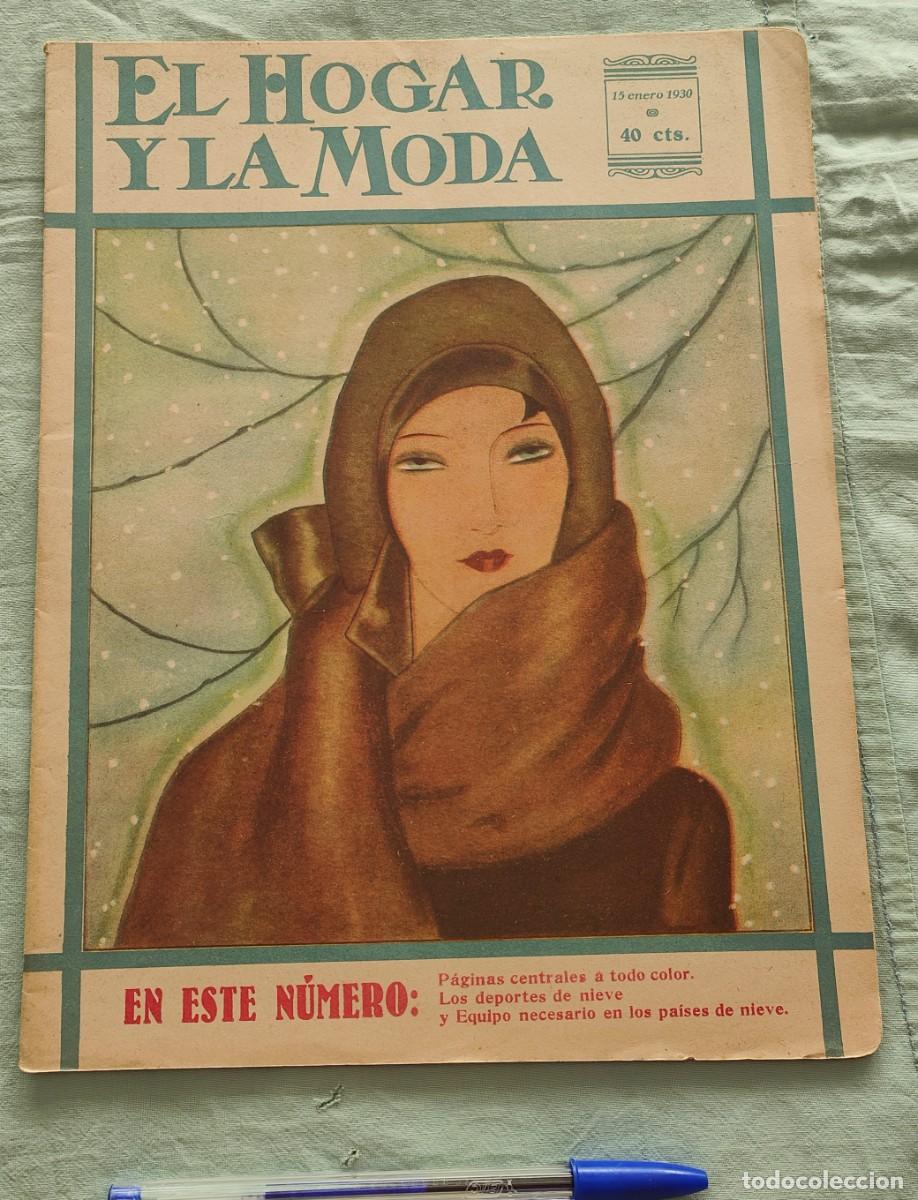 EL HOGAR
Y LA MODA
15 enero 1930
40 cts.
EN ESTE NÚMERO:
Páginas centrales à todo color.
Los deportes de nieve
y Equipo necesario en los países de nieve.
todocoleccion